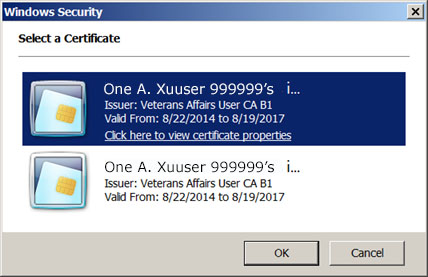 Windows Security
Select a Certificate
One A. Xuuser 999999's i...
Issuer: Veterans Affairs User CA B1
Valid From: 8/22/2014 to 8/19/2017
Click here to view certificate properties
One A. Xuuser 999999's i...
Issuer: Veterans Affairs User CA B1
Valid From: 8/22/2014 to 8/19/2017
OK Cancel